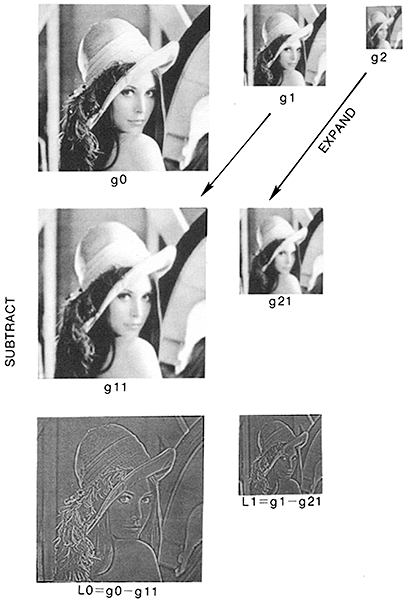 g0
g1
g2
EXPAND
SUBTRACT
g11
g21
L0=g0-g11
L1=g1-g21